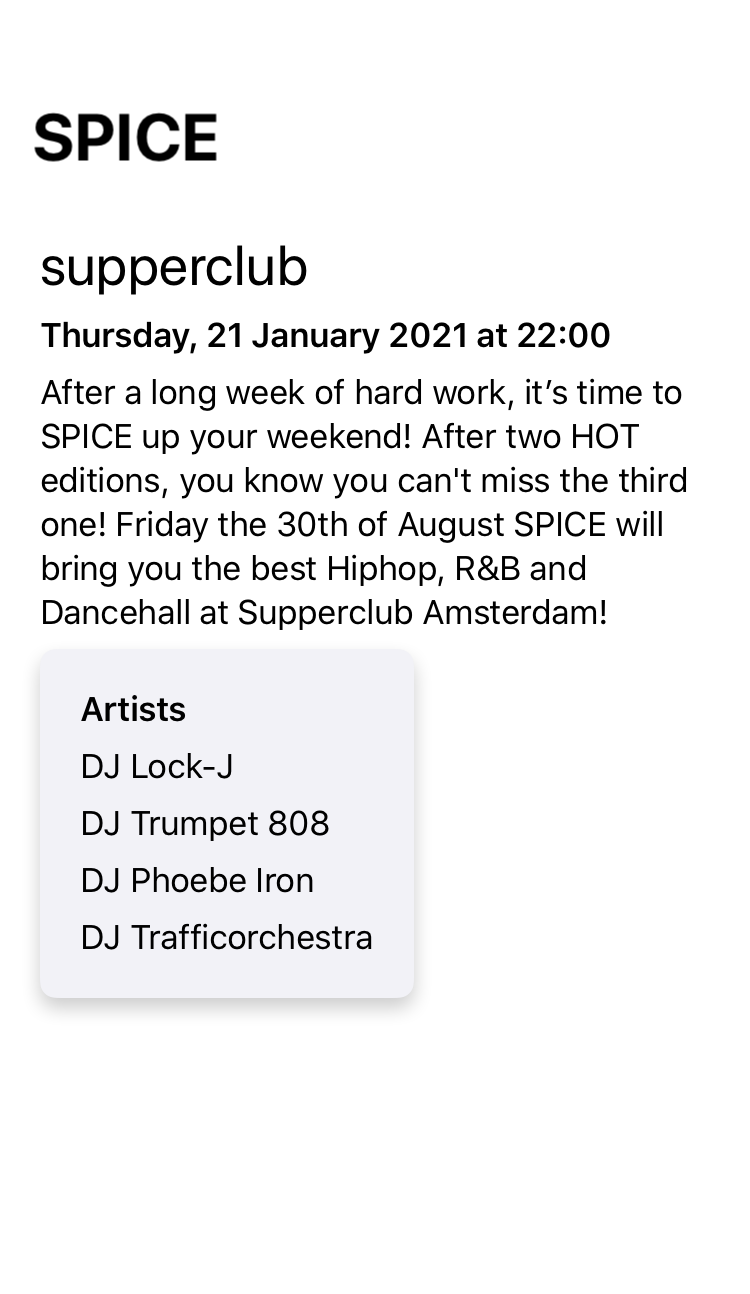 SPICE
supperclub
Thursday, 21 January 2021 at 22:00
After a long week of hard work, it’s time to
SPICE up your weekend! After two HOT
editions, you know you can't miss the third
one! Friday the 30th of August SPICE will
bring you the best Hiphop, R&B and
Dancehall at Supperclub Amsterdam!
Artists
DJ Lock-J
DJ Trumpet 808
DJ Phoebe Iron
DJ Trafficorchestra